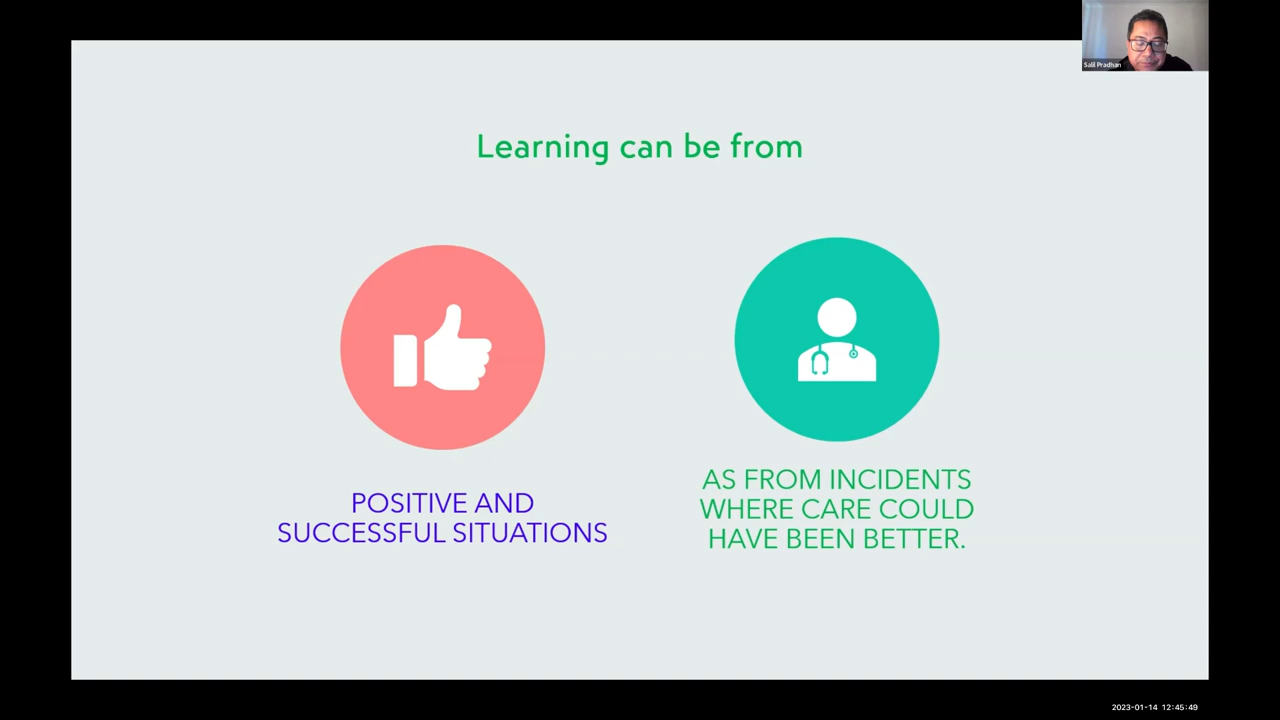 Salil Pradhan
Learning can be from
POSITIVE AND
SUCCESSFUL SITUATIONS
AS FROM INCIDENTS
WHERE CARE COULD
HAVE BEEN BETTER.
2023-01-14 12:45:49